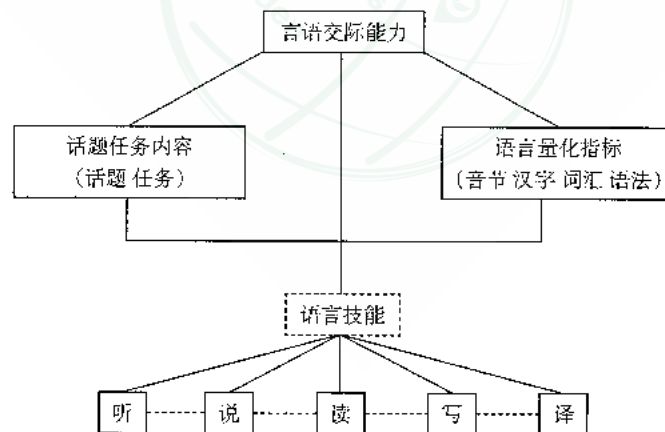 言语交际能力
话题任务内容
（话题 任务）
语言量化指标
（音节 汉字 词汇 语法）
语言技能
听 说 读 写 译